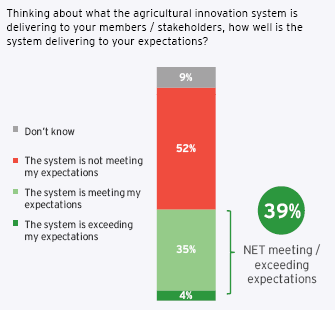 Thinking about what the agricultural innovation system is
delivering to your members / stakeholders, how well is the
system delivering to your expectations?
9%
Don't know
52%
The system is not meeting
my expectations
The system is meeting my
expectations
39%
The system is exceeding
my expectations
35%
NET meeting /
exceeding
expectations
4%